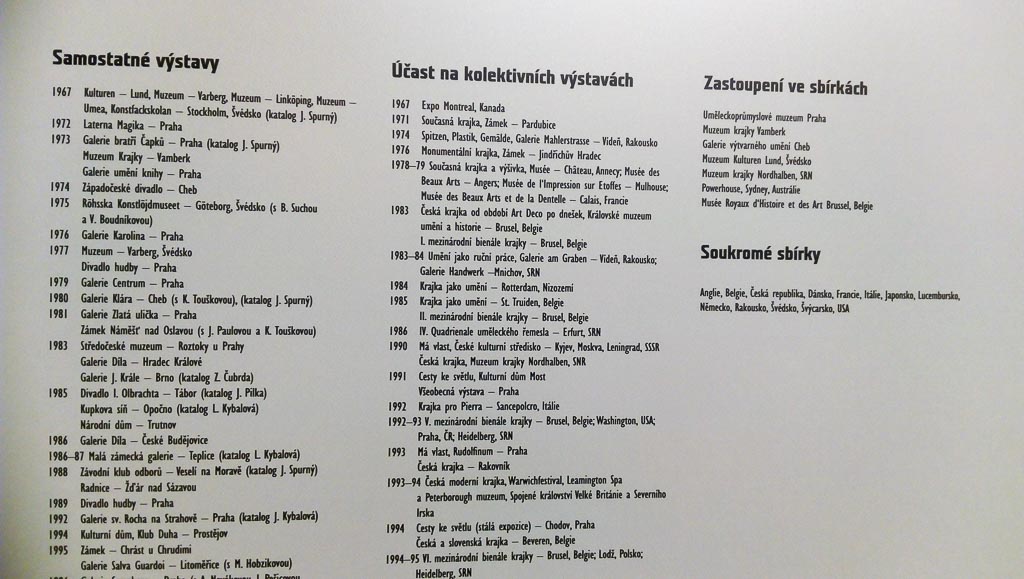 Samostatné výstavy
1967 Kulturen – Lund, Muzeum – Varberg, Muzeum – Linköping, Muzeum –
Umea, Konstfackskolan – Stockholm, Švédsko (katalog J. Spurný)
1972 Laterna Magika – Praha
1973 Galerie bratří Čapků – Praha (katalog J. Spurný)
Muzeum Krajky – Vamberk
Galerie umění knihy – Praha
1974 Západočeské divadlo – Cheb
1975 Röhsska Konstlöjdmuseet – Göteborg, Švédsko (s B. Suchou
a V. Boudníkovou)
1976 Galerie Karolina – Praha
1977 Muzeum – Varberg, Švédsko
Divadlo hudby – Praha
1979 Galerie Centrum – Praha
1980 Galerie Klára – Cheb (s K. Touškovou), (katalog J. Spurný)
1981 Galerie Zlatá ulička – Praha
Zámek Náměšť nad Oslavou (s J. Paulovou a K. Touškovou)
1983 Středočeské muzeum – Roztoky u Prahy
Galerie Díla – Hradec Králové
Galerie J. Krále – Brno (katalog Z. Čubrda)
1985 Divadlo I. Olbrachta – Tábor (katalog J. Pilka)
Kupkova síň – Opočno (katalog L. Kybalová)
Národní dům – Trutnov
1986 Galerie Díla – České Budějovice
1986–87 Malá zámecká galerie – Teplice (katalog L. Kybalová)
1988 Závodní klub odborů – Veselí na Moravě (katalog J. Spurný)
Radnice – Žďár nad Sázavou
1989 Divadlo hudby – Praha
1992 Galerie sv. Rocha na Strahově – Praha (katalog J. Kybalová)
1994 Kulturní dům, Klub Duha – Prostějov
1995 Zámek – Chrást u Chrudimi
Galerie Salva Guardoi – Litoměřice (s M. Hobzikovou)
Účast na kolektivních výstavách
1967 Expo Montreal, Kanada
1971 Současná krajka, Zámek – Pardubice
1974 Spitzen, Plastik, Gemälde, Galerie Mahlerstrasse – Vídeň, Rakousko
1976 Monumentální krajka, Zámek – Jindřichův Hradec
1978–79 Současná krajka a výšivka, Musée – Château, Annecy; Musée des
Beaux Arts – Angers; Musée de l'Impression sur Etoffes – Mulhouse;
Musée des Beaux Arts et de la Dentelle – Calais, Francie
1983 Česká krajka od období Art Deco po dnešek, Královské muzeum
umění a historie – Brusel, Belgie
I. mezinárodní bienále krajky – Brusel, Belgie
1983–84 Umění jako ruční práce, Galerie am Graben – Vídeň, Rakousko;
Galerie Handwerk –Mnichov, SRN
1984 Krajka jako umění – Rotterdam, Nizozemí
1985 Krajka jako umění – St. Truiden, Belgie
II. mezinárodní bienále krajky – Brusel, Belgie
1986 IV. Quadrienale uměleckého řemesla – Erfurt, SRN
1990 Má vlast, České kulturní středisko – Kyjev, Moskva, Leningrad, SSSR
Česká krajka, Muzeum krajky Nordhalben, SNR
1991 Cesty ke světlu, Kulturní dům Most
Všeobecná výstava – Praha
1992 Krajka pro Pierra – Sancepolcro, Itálie
1992–93 V. mezinárodní bienále krajky – Brusel, Belgie; Washington, USA;
Praha, ČR; Heidelberg, SRN
1993 Má vlast, Rudolfinum – Praha
Česká krajka – Rakovník
1993–94 Česká moderní krajka, Warwichfestival, Leamington Spa
a Peterborough muzeum, Spojené království Velké Británie a Severního
Irska
1994 Cesty ke světlu (stálá expozice) – Chodov, Praha
Česká a slovenská krajka – Beveren, Belgie
1994–95 VI. mezinárodní bienále krajky – Brusel, Belgie; Lodž, Polsko;
Heidelberg, SRN
Zastoupení ve sbírkách
Uměleckoprůmyslové muzeum Praha
Muzeum krajky Vamberk
Galerie výtvarného umění Cheb
Muzeum Kulturen Lund, Švédsko
Muzeum krajky Nordhalben, SRN
Powerhouse, Sydney, Austrálie
Musée Royaux d'Histoire et des Art Brussel, Belgie
Soukromé sbírky
Anglie, Belgie, Česká republika, Dánsko, Francie, Itálie, Japonsko, Lucembursko,
Německo, Rakousko, Švédsko, Švýcarsko, USA